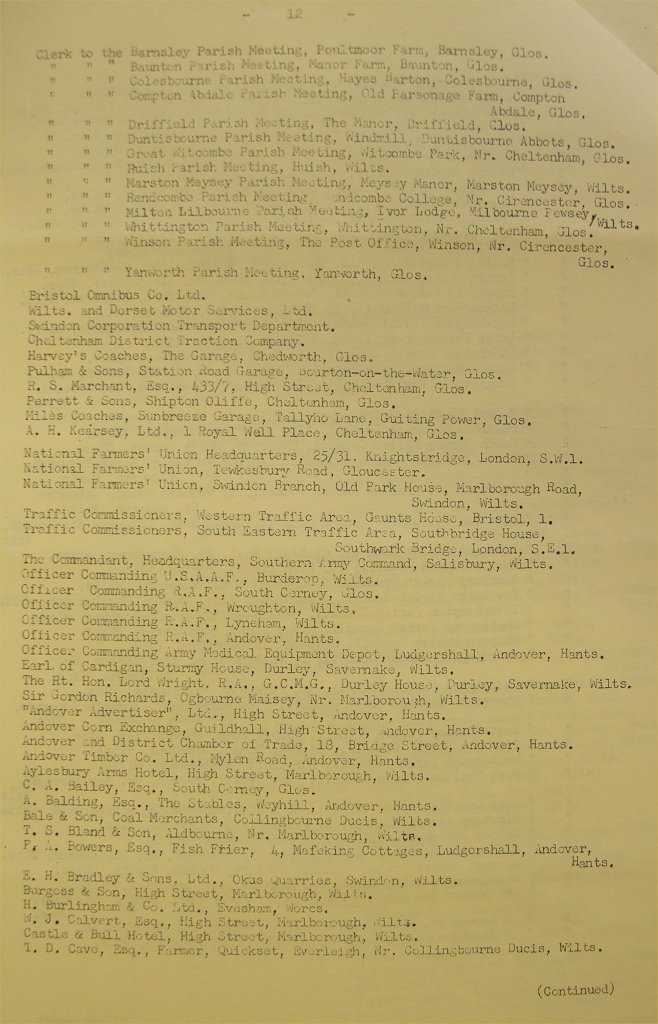 - 12 -
Clerk to the Barnsley Parish Meeting, Poultmoor Farm, Barnsley, Glos.
" " " Baunton Parish Meeting, Manor Farm, Baunton, Glos.
" " " Colesbourne Parish Meeting, Hayes Barton, Colesbourne, Glos.
" " " Compton Abdale Parish Meeting, Old Parsonage Farm, Compton
Abdale, Glos.
" " " Driffield Parish Meeting, The Manor, Driffield, Glos.
" " " Duntisbourne Parish Meeting, Windmill, Duntisbourne Abbots, Glos.
" " " Great Witcombe Parish Meeting, Witcombe Park, Nr. Cheltenham, Glos.
" " " Huish Parish Meeting, Huish, Wilts.
" " " Marston Meysey Parish Meeting, Meysey Manor, Marston Meysey, Wilts.
" " " Rendcombe Parish Meeting, endcombe College, Nr. Cirencester, Glos.
" " " Milton Lilbourne Parish Meeting, Ivor Lodge, Milbourne Pewsey, Wilts.
" " " Whittington Parish Meeting, Whittington, Nr. Cheltenham, Glos.
" " " Winson Parish Meeting, The Post Office, Winson, Nr. Cirencester,
Glos.
" " " Yanworth Parish Meeting, Yanworth, Glos.
Bristol Omnibus Co. Ltd.
Wilts. and Dorset Motor Services, Ltd.
Swindon Corporation Transport Department.
Cheltenham District Traction Company.
Harvey's Coaches, The Garage, Chedworth, Glos.
Pulham & Sons, Station Road Garage, Bourton-on-the-Water, Glos.
R. S. Marchant, Esq., 433/7, High Street, Cheltenham, Glos.
Perrett & Sons, Shipton Oliffe, Cheltenham, Glos.
Miles Coaches, Sunbreeze Garage, Tallyho Lane, Guiting Power, Glos.
A. H. Kearsey, Ltd., 1 Royal Well Place, Cheltenham, Glos.
National Farmers' Union Headquarters, 25/31, Knightsbridge, London, S.W.1.
National Farmers' Union, Tewkesbury Road, Gloucester.
National Farmers' Union, Swindon Branch, Old Park House, Marlborough Road,
Swindon, Wilts.
Traffic Commissioners, Western Traffic Area, Gaunts House, Bristol, 1.
Traffic Commissioners, South Eastern Traffic Area, Southbridge House,
Southwark Bridge, London, S.E.1.
The Commandant, Headquarters, Southern Army Command, Salisbury, Wilts.
Officer Commanding U.S.A.A.F., Burderop, Wilts.
Officer Commanding R.A.F., South Cerney, Glos.
Officer Commanding R.A.F., Wroughton, Wilts.
Officer Commanding R.A.F., Lyneham, Wilts.
Officer Commanding R.A.F., Andover, Hants.
Officer Commanding Army Medical Equipment Depot, Ludgershall, Andover, Hants.
Earl of Cardigan, Sturmy House, Durley, Savernake, Wilts.
The Rt. Hon. Lord Wright, R.A., G.C.M.G., Durley House, Durley, Savernake, Wilts.
Sir Gordon Richards, Ogbourne Maisey, Nr. Marlborough, Wilts.
"Andover Advertiser", Ltd., High Street, Andover, Hants.
Andover Corn Exchange, Guildhall, High Street, Andover, Hants.
Andover and District Chamber of Trade, 18, Bridge Street, Andover, Hants.
Andover Timber Co. Ltd., Mylen Road, Andover, Hants.
Aylesbury Arms Hotel, High Street, Marlborough, Wilts.
C. A. Bailey, Esq., South Cerney, Glos.
A. Balding, Esq., The Stables, Weyhill, Andover, Hants.
Bale & Son, Coal Merchants, Collingbourne Ducis, Wilts.
T. S. Bland & Son, Aldbourne, Nr. Marlborough, Wilts.
F. A. Bowers, Esq., Fish Frier, 4, Mafeking Cottages, Ludgershall, Andover,
Hants.
E. H. Bradley & Sons, Ltd., Okus Quarries, Swindon, Wilts.
Burgess & Son, High Street, Marlborough, Wilts.
H. Burlingham & Co. Ltd., Evesham, Worcs.
W. J. Calvert, Esq., High Street, Marlborough, Wilts.
Castle & Bull Hotel, High Street, Marlborough, Wilts.
D. Cave, Esq., Farmer, Quickset, Everleigh, Nr. Collingbourne Ducis, Wilts.
(Continued)